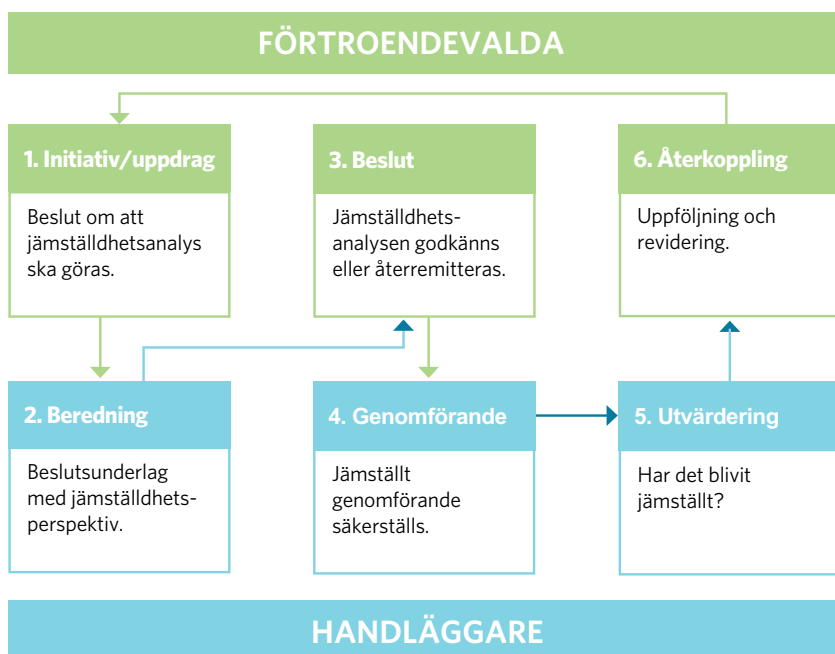 FÖRTROENDEVALDA
1. Initiativ/uppdrag
Beslut om att
jämställdhetsanalys
ska göras.
3. Beslut
Jämställdhets-
analysen godkänns
eller återremitteras.
6. Återkoppling
Uppföljning och
revidering.
2. Beredning
Beslutsunderlag
med jämställdhets-
perspektiv.
4. Genomförande
Jämställt
genomförande
säkerställs.
5. Utvärdering
Har det blivit
jämställt?
HANDLÄGGARE